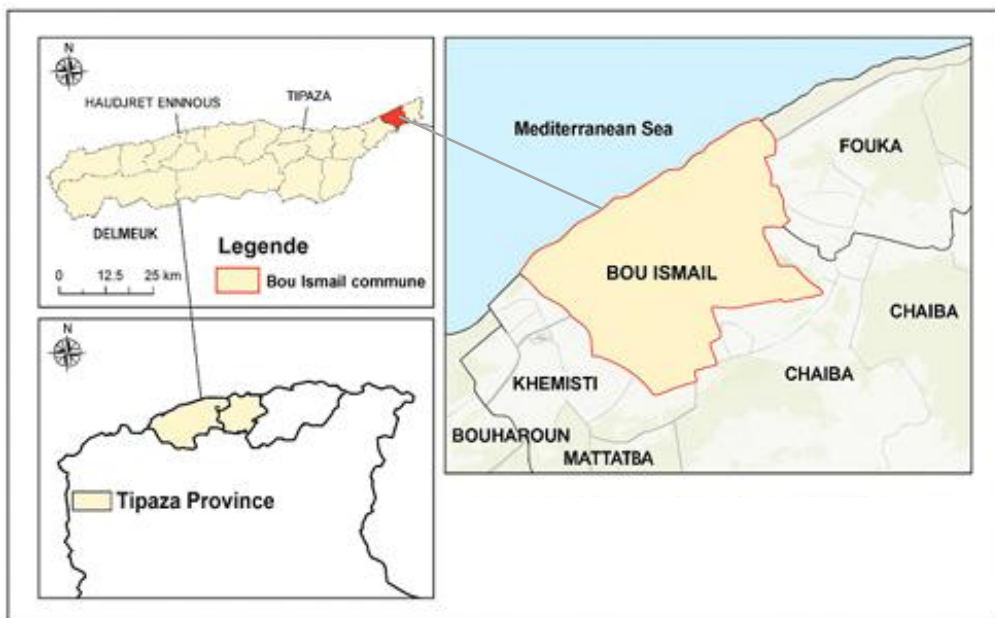 N
HAUDJRET ENNNOUS
TIPAZA
DELMEUK
Legende
0 12.5 25 km
Bou Ismail commune
N
Tipaza Province
Mediterranean Sea
FOUKA
BOU ISMAIL
CHAIBA
CHAIBA
KHEMISTI
BOUHAROUN
MATTATBA